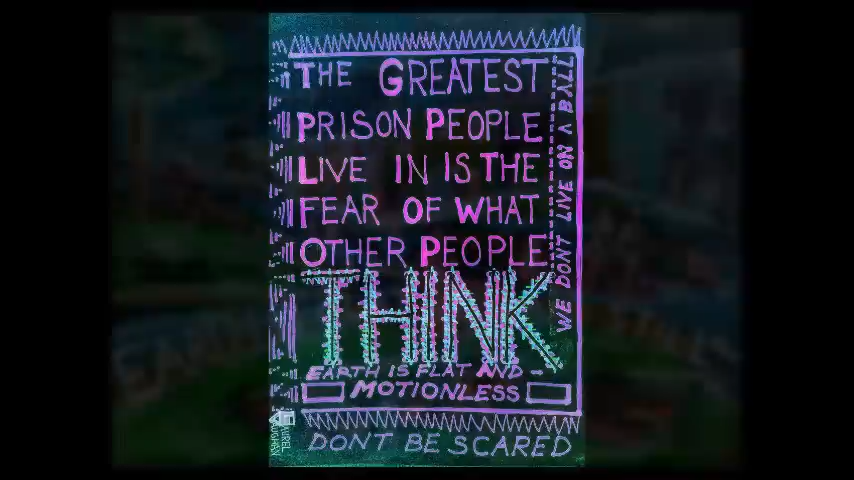 THE GREATEST
PRISON PEOPLE
LIVE IN IS THE
FEAR OF WHAT
OTHER PEOPLE
THINK
EARTH IS FLAT AND -
MOTIONLESS
DONT BE SCARED
WE DONT LIVE ON A BALL